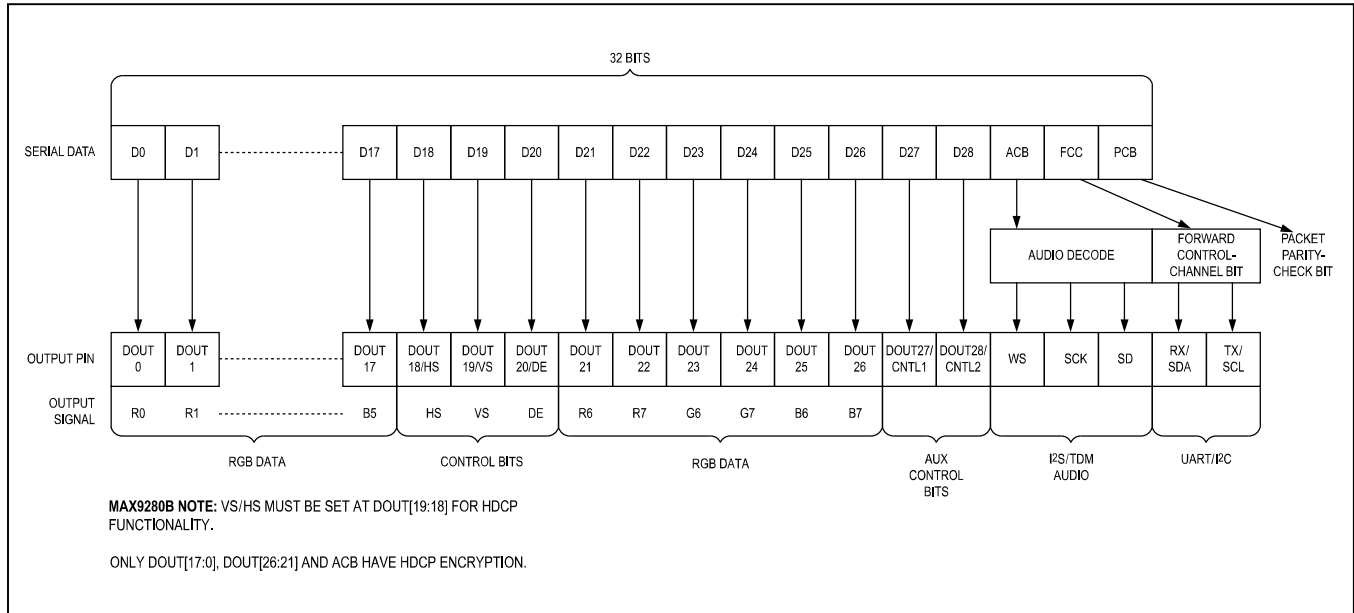 32 BITS
SERIAL DATA D0 D1 D17 D18 D19 D20 D21 D22 D23 D24 D25 D26 D27 D28 ACB FCC PCB
AUDIO DECODE
FORWARD
CONTROL-
CHANNEL BIT
PACKET
PARITY-
CHECK BIT
OUTPUT PIN
DOUT
0
DOUT
1
DOUT
17
DOUT
18/HS
DOUT
19/VS
DOUT
20/DE
DOUT
21
DOUT
22
DOUT
23
DOUT
24
DOUT
25
DOUT
26
DOUT27/
CNTL1
DOUT28/
CNTL2
WS
SCK
SD
RX/
SDA
TX/
SCL
OUTPUT
SIGNAL
R0 R1 B5 HS VS DE R6 R7 G6 G7 B6 B7
RGB DATA
CONTROL BITS
RGB DATA
AUX
CONTROL
BITS
I²S/TDM
AUDIO
UART/I²C
MAX9280B NOTE: VS/HS MUST BE SET AT DOUT[19:18] FOR HDCP
FUNCTIONALITY.
ONLY DOUT[17:0], DOUT[26:21] AND ACB HAVE HDCP ENCRYPTION.